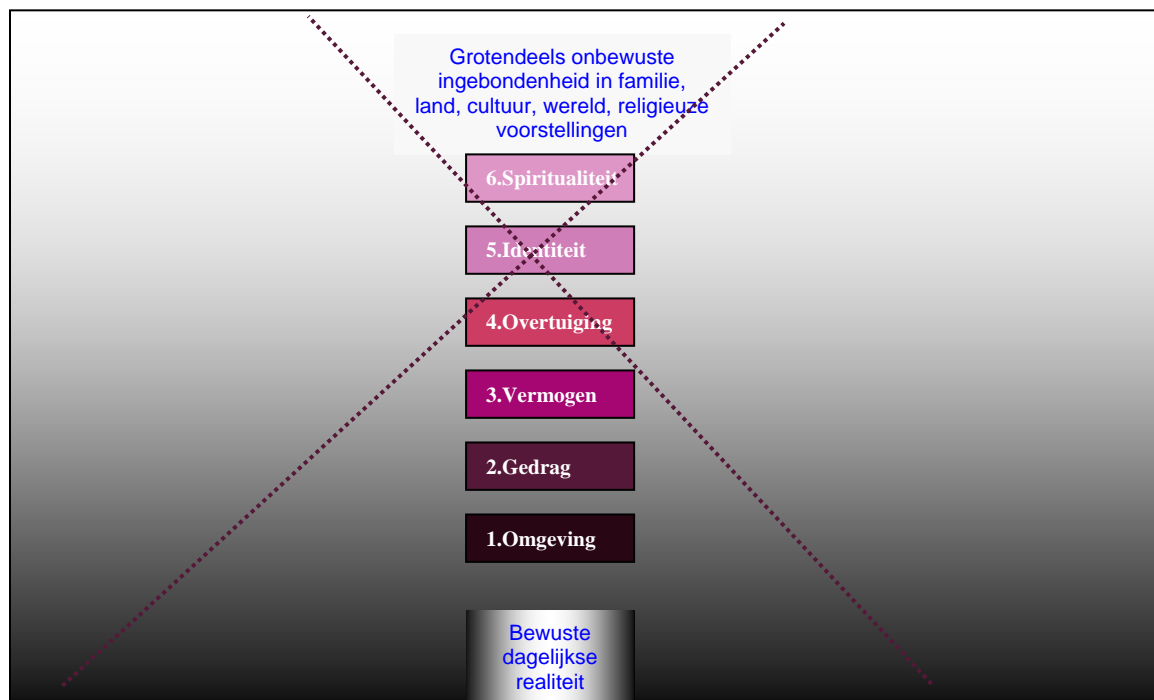 Grotendeels onbewuste
ingebondenheid in familie,
land, cultuur, wereld, religieuze
voorstellingen
6.Spiritualiteit
5.Identiteit
4.Overtuiging
3.Vermogen
2.Gedrag
1.Omgeving
Bewuste
dagelijkse
realiteit